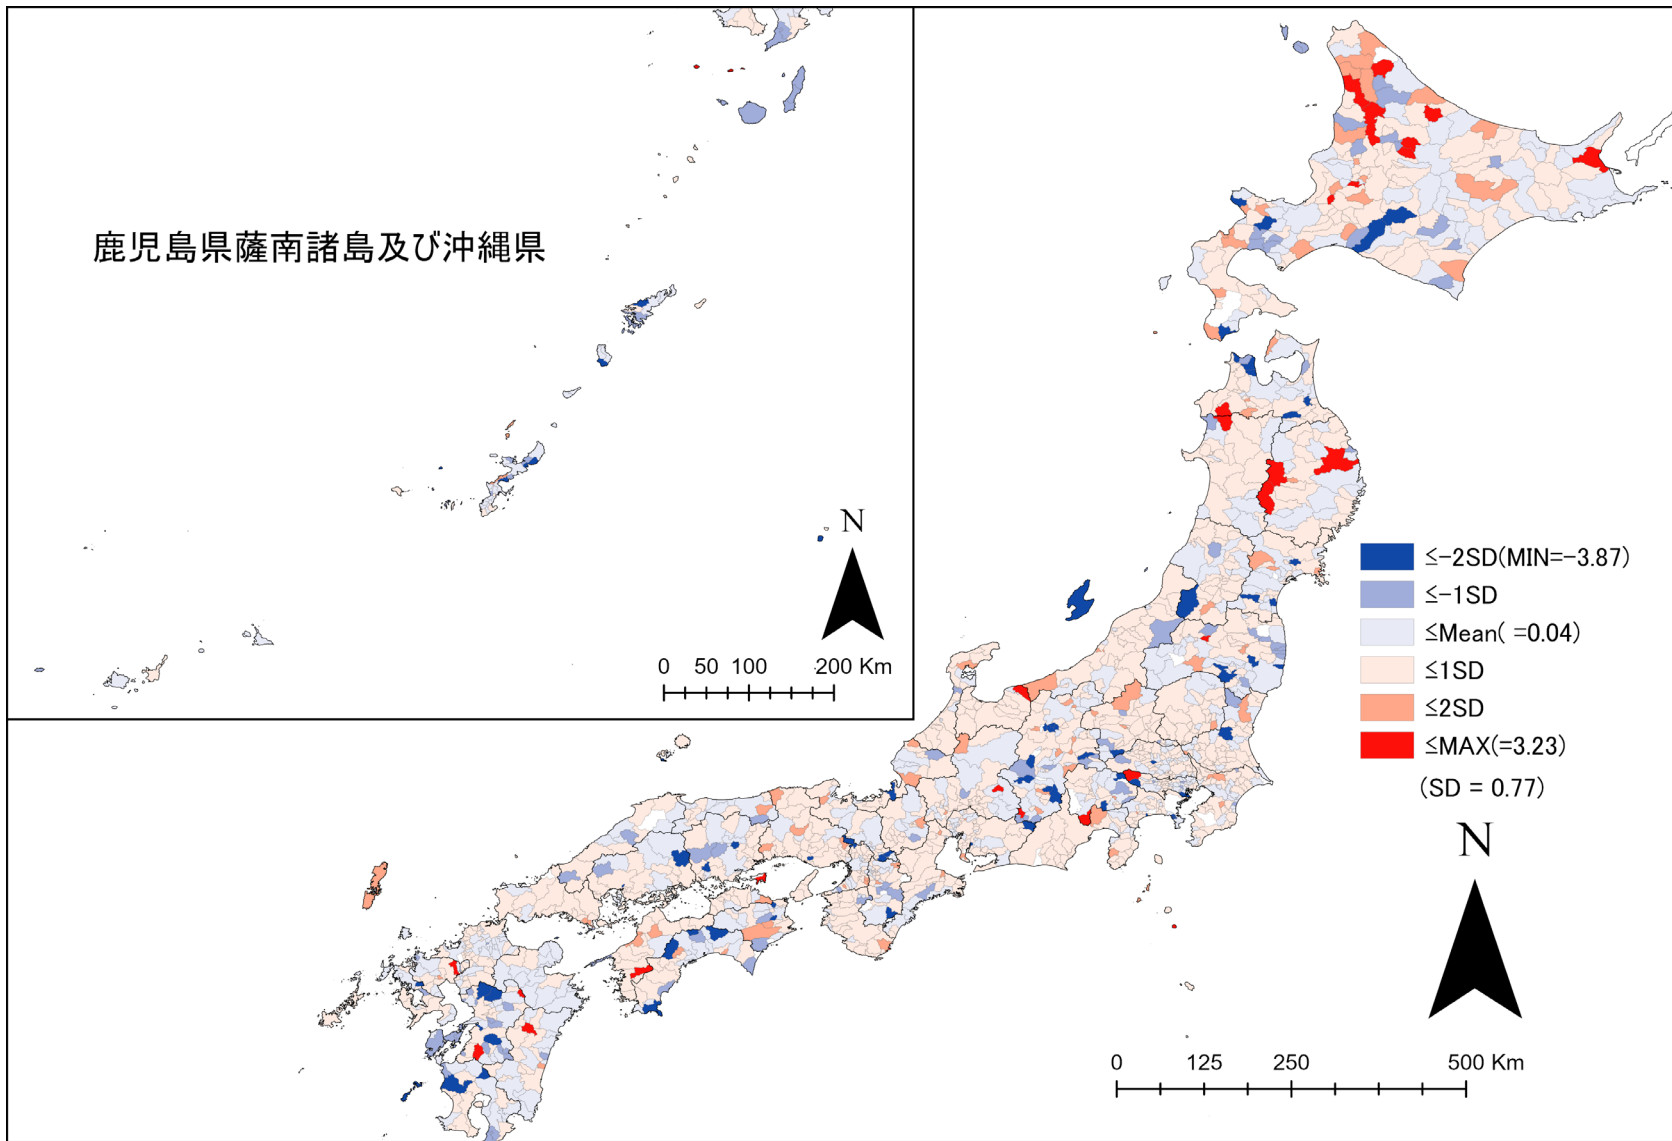 鹿児島県薩南諸島及び沖縄県
N
0 50 100 200 Km
≤-2SD(MIN=-3.87)
≤-1SD
≤Mean( =0.04)
≤1SD
≤2SD
≤MAX(=3.23)
(SD = 0.77)
N
0 125 250 500 Km